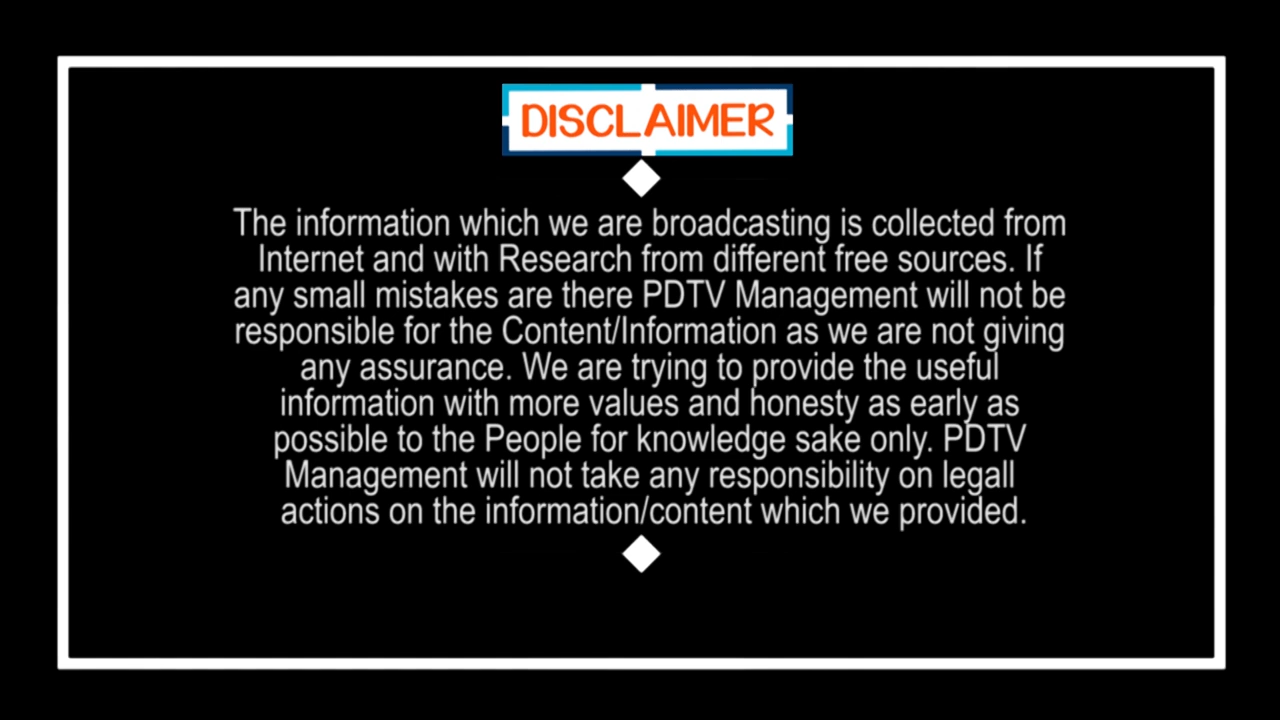 DISCLAIMER
The information which we are broadcasting is collected from
Internet and with Research from different free sources. If
any small mistakes are there PDTV Management will not be
responsible for the Content/Information as we are not giving
any assurance. We are trying to provide the useful
information with more values and honesty as early as
possible to the People for knowledge sake only. PDTV
Management will not take any responsibility on legall
actions on the information/content which we provided.